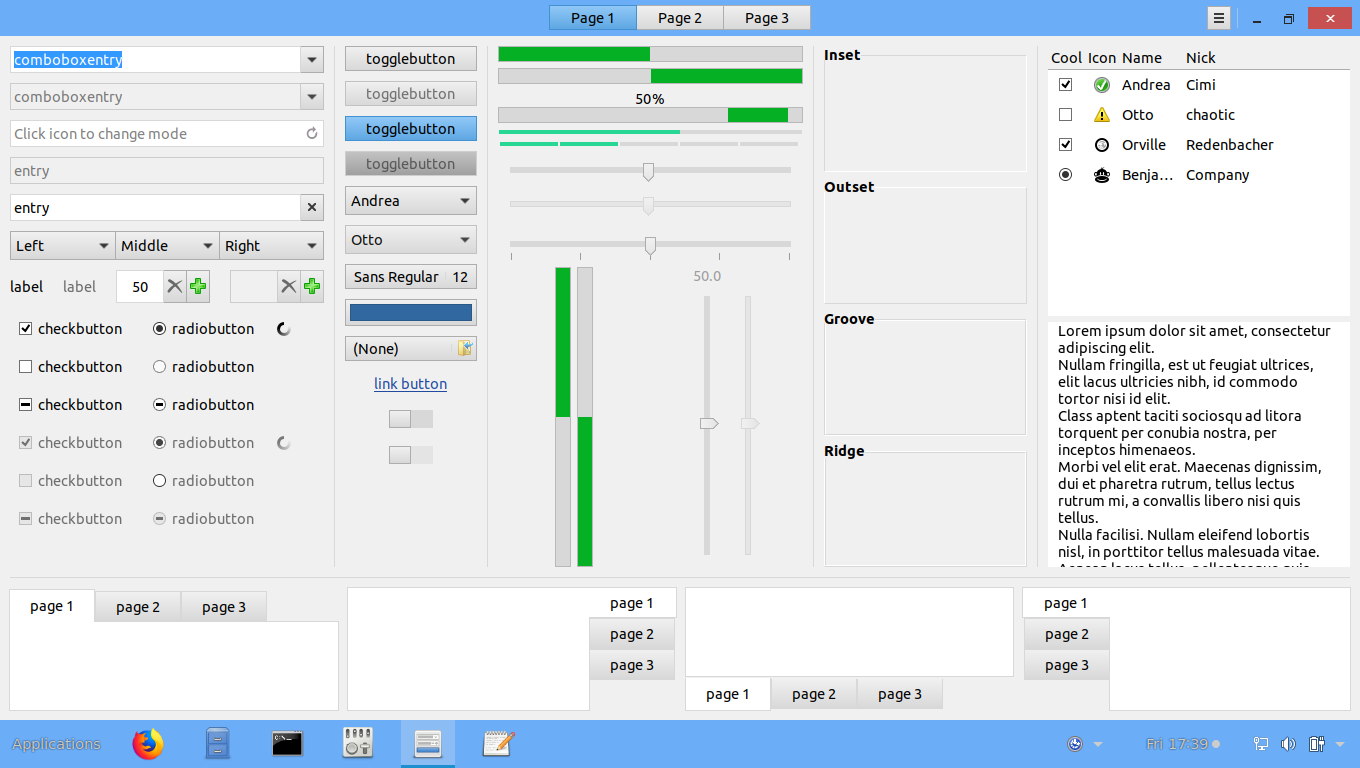 Page 1 Page 2 Page 3
comboboxentry
comboboxentry
Click icon to change mode
entry
entry
Left Middle Right
label label 50
checkbutton radiobutton
checkbutton radiobutton
checkbutton radiobutton
checkbutton radiobutton
checkbutton radiobutton
checkbutton radiobutton
togglebutton
togglebutton
togglebutton
togglebutton
Andrea
Otto
Sans Regular 12
(None)
link button
50%
50.0
Inset
Outset
Groove
Ridge
Cool Icon Name Nick
Andrea Cimi
Otto chaotic
Orville Redenbacher
Benja… Company
Lorem ipsum dolor sit amet, consectetur
adipiscing elit.
Nullam fringilla, est ut feugiat ultrices,
elit lacus ultricies nibh, id commodo
tortor nisi id elit.
Class aptent taciti sociosqu ad litora
torquent per conubia nostra, per
inceptos himenaeos.
Morbi vel elit erat. Maecenas dignissim,
dui et pharetra rutrum, tellus lectus
rutrum mi, a convallis libero nisi quis
tellus.
Nulla facilisi. Nullam eleifend lobortis
nisl, in porttitor tellus malesuada vitae.
page 1 page 2 page 3
page 1
page 2
page 3
page 1 page 2 page 3
page 1
page 2
page 3
Applications
Fri 17:39